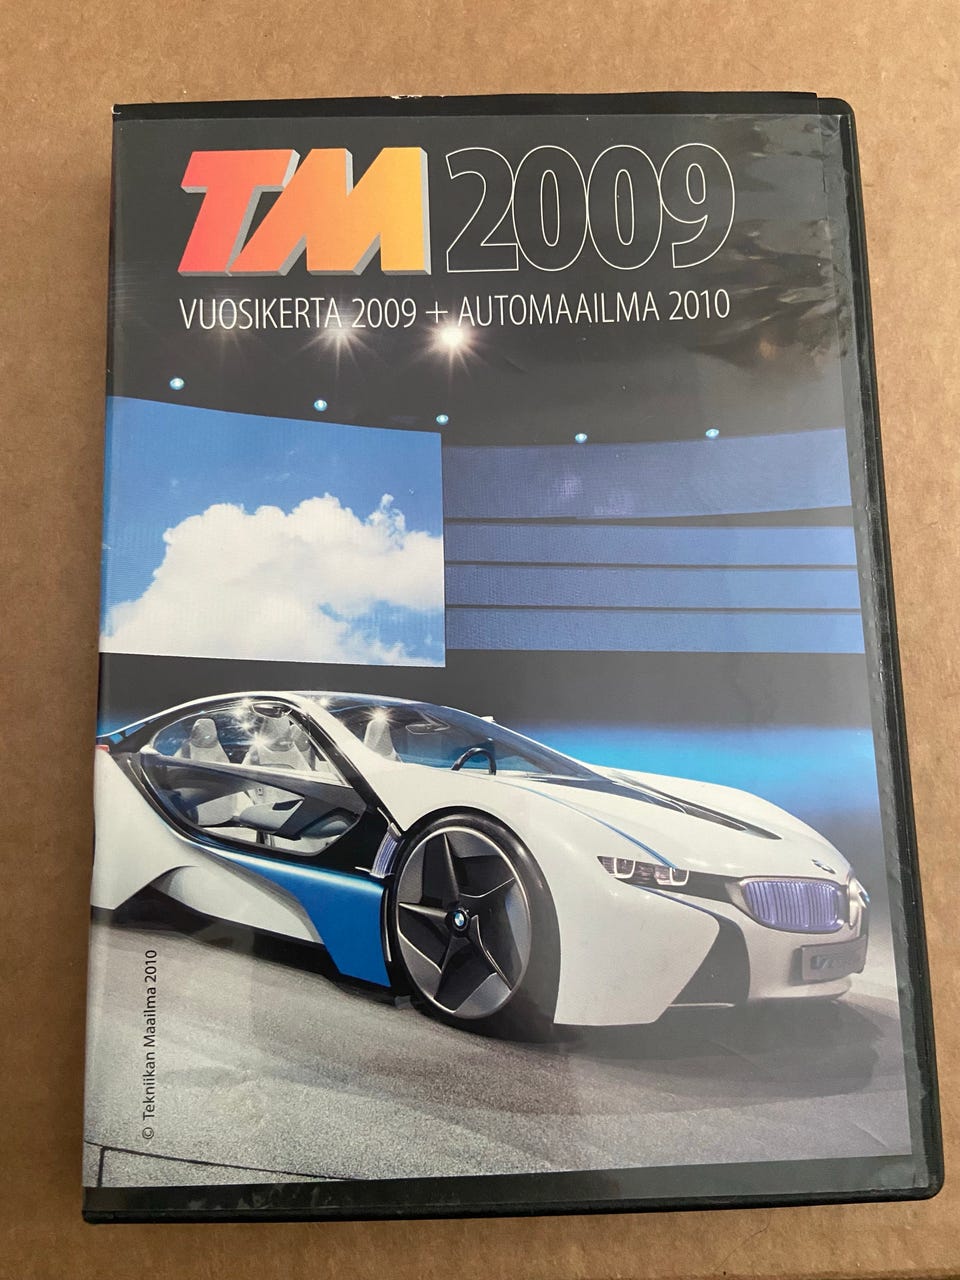 TM 2009
VUOSIKERTA 2009 + AUTOMAAILMA 2010
© Tekniikan Maailma 2010